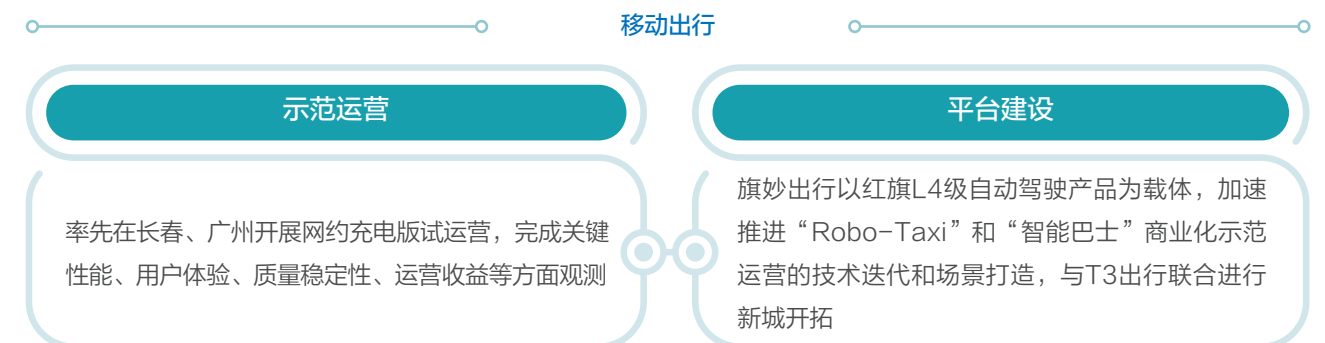 移动出行
示范运营
率先在长春、广州开展网约充电版试运营，完成关键
性能、用户体验、质量稳定性、运营收益等方面观测
平台建设
旗妙出行以红旗L4级自动驾驶产品为载体，加速
推进“Robo-Taxi”和“智能巴士”商业化示范
运营的技术迭代和场景打造，与T3出行联合进行
新城开拓